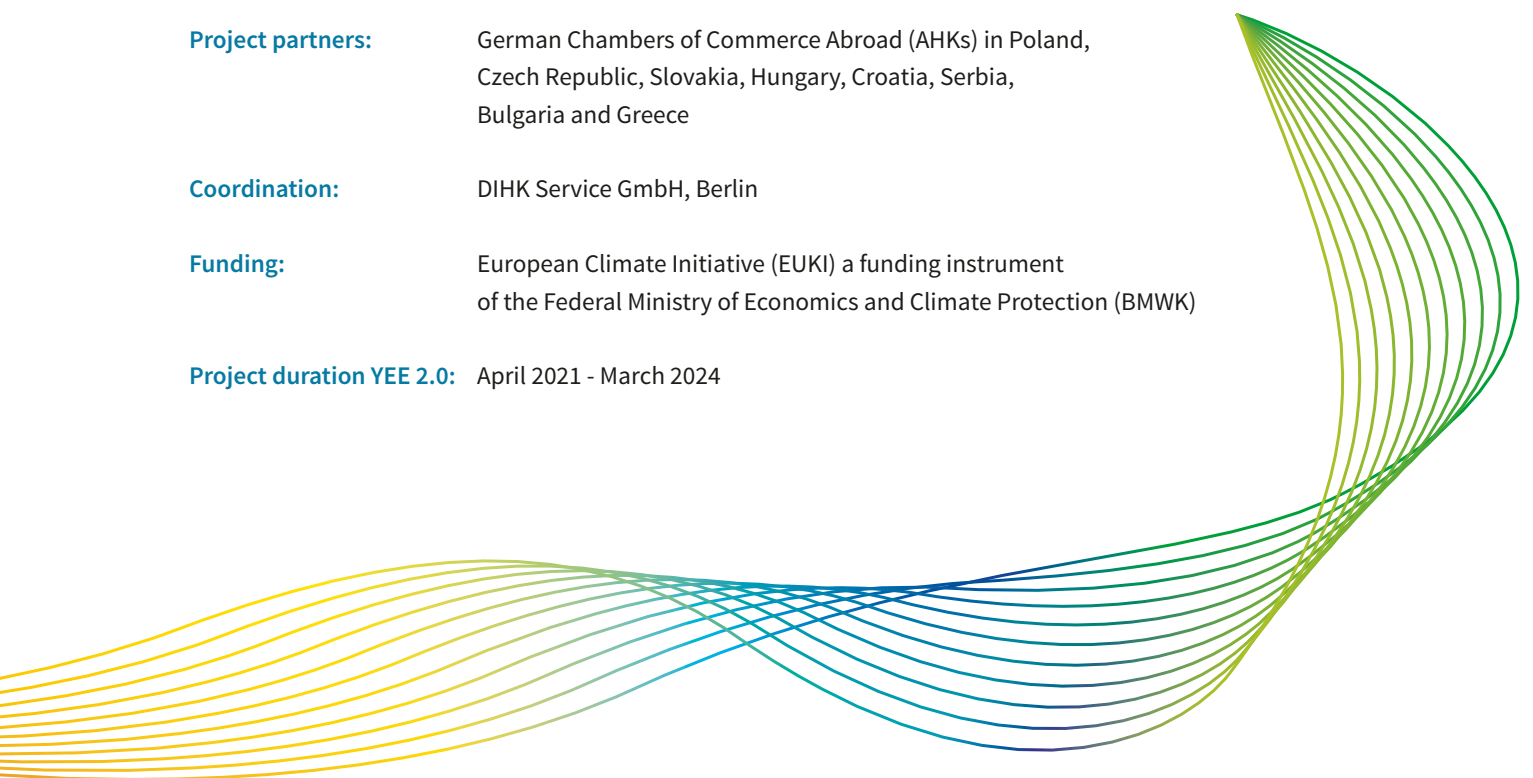 Project partners: German Chambers of Commerce Abroad (AHKs) in Poland,
Czech Republic, Slovakia, Hungary, Croatia, Serbia,
Bulgaria and Greece
Coordination: DIHK Service GmbH, Berlin
Funding: European Climate Initiative (EUKI) a funding instrument
of the Federal Ministry of Economics and Climate Protection (BMWK)
Project duration YEE 2.0: April 2021 - March 2024